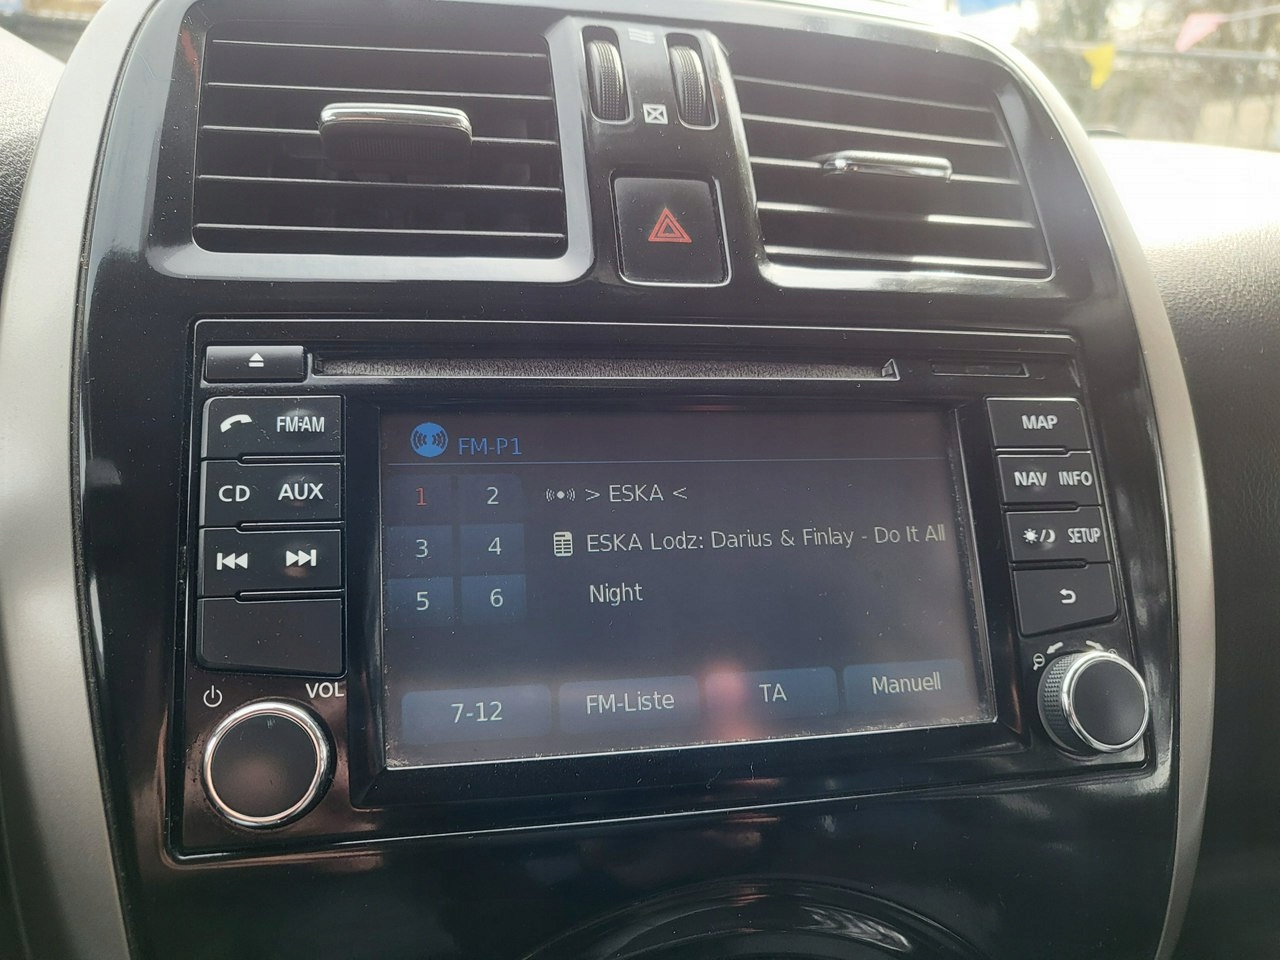 FM·AM
CD AUX
VOL
FM-P1
1 2
3 4
5 6
> ESKA <
ESKA Lodz: Darius & Finlay - Do It All
Night
7-12 FM-Liste TA Manuell
MAP
NAV INFO
SETUP